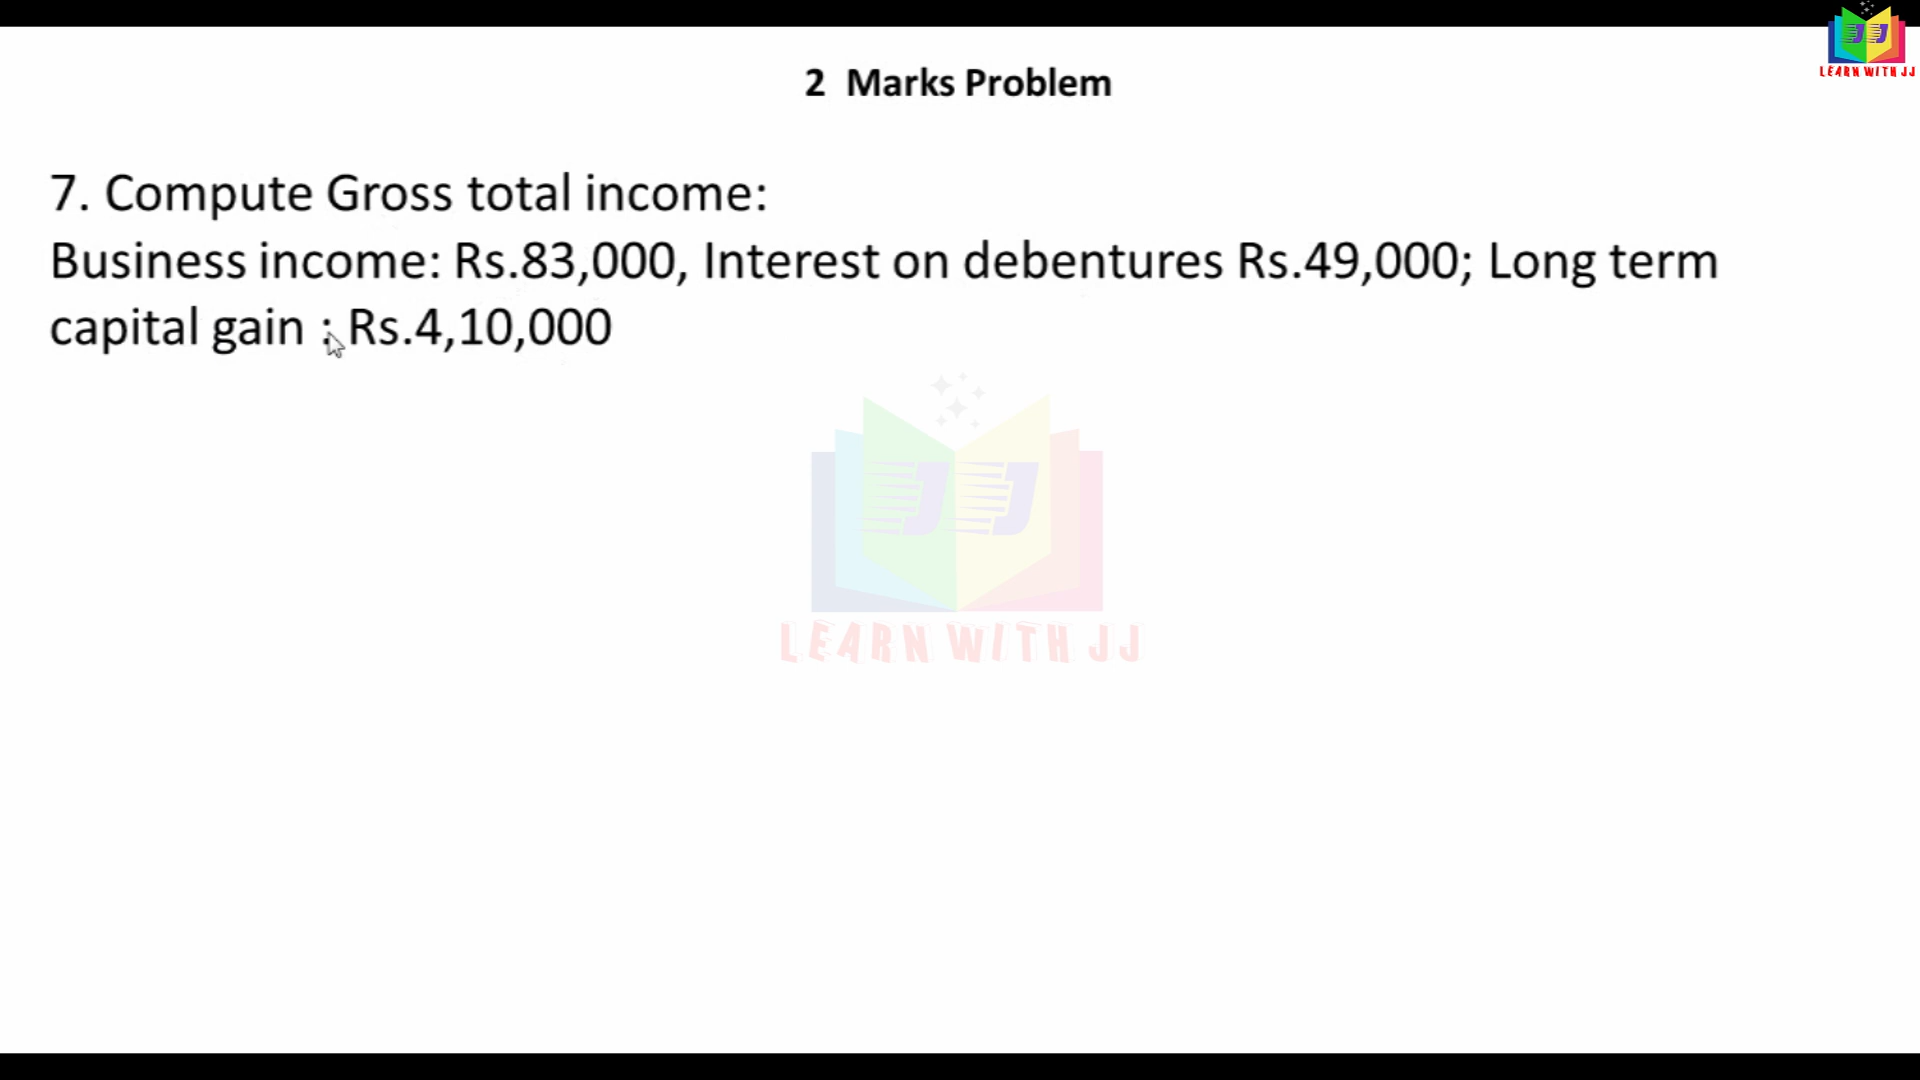 LEARN WITH JJ
2 Marks Problem
7. Compute Gross total income:
Business income: Rs.83,000, Interest on debentures Rs.49,000; Long term
capital gain : Rs.4,10,000
JJ
LEARN WITH JJ